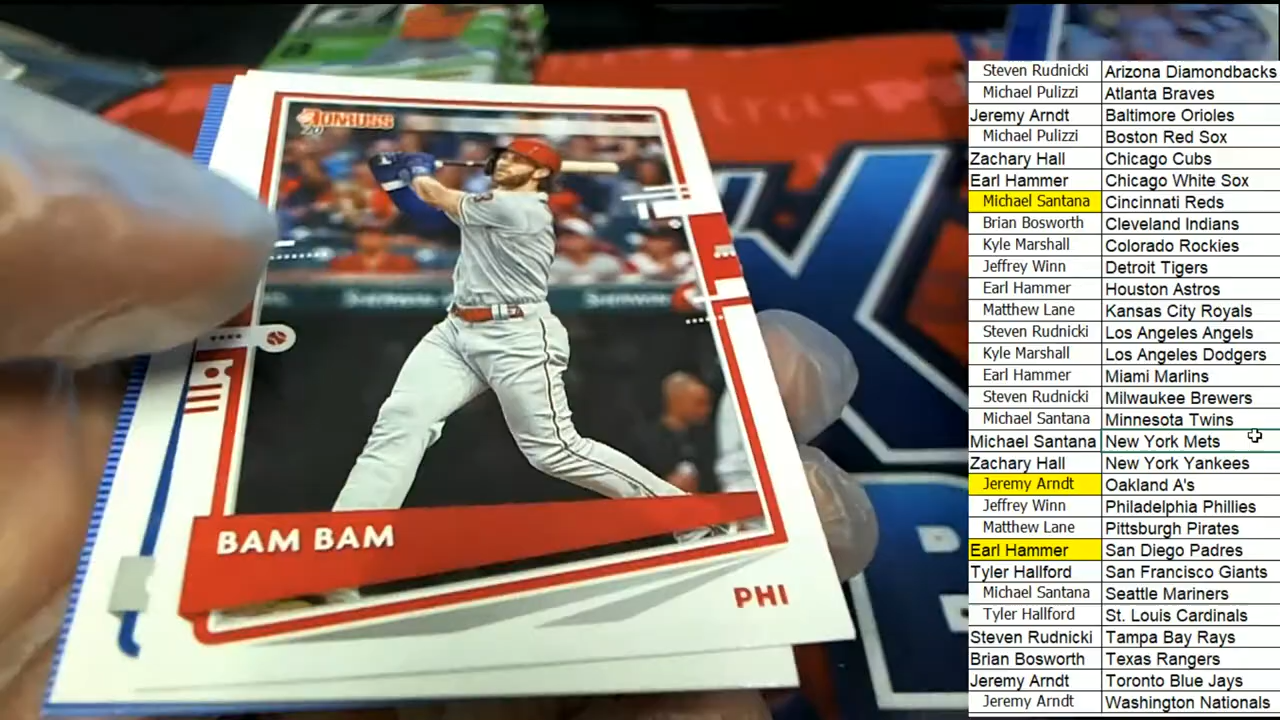 DONRUSS
20
BAM BAM
PHI
Steven Rudnicki Arizona Diamondbacks
Michael Pulizzi Atlanta Braves
Jeremy Arndt Baltimore Orioles
Michael Pulizzi Boston Red Sox
Zachary Hall Chicago Cubs
Earl Hammer Chicago White Sox
Michael Santana Cincinnati Reds
Brian Bosworth Cleveland Indians
Kyle Marshall Colorado Rockies
Jeffrey Winn Detroit Tigers
Earl Hammer Houston Astros
Matthew Lane Kansas City Royals
Steven Rudnicki Los Angeles Angels
Kyle Marshall Los Angeles Dodgers
Earl Hammer Miami Marlins
Steven Rudnicki Milwaukee Brewers
Michael Santana Minnesota Twins
Michael Santana New York Mets
Zachary Hall New York Yankees
Jeremy Arndt Oakland A's
Jeffrey Winn Philadelphia Phillies
Matthew Lane Pittsburgh Pirates
Earl Hammer San Diego Padres
Tyler Hallford San Francisco Giants
Michael Santana Seattle Mariners
Tyler Hallford St. Louis Cardinals
Steven Rudnicki Tampa Bay Rays
Brian Bosworth Texas Rangers
Jeremy Arndt Toronto Blue Jays
Jeremy Arndt Washington Nationals